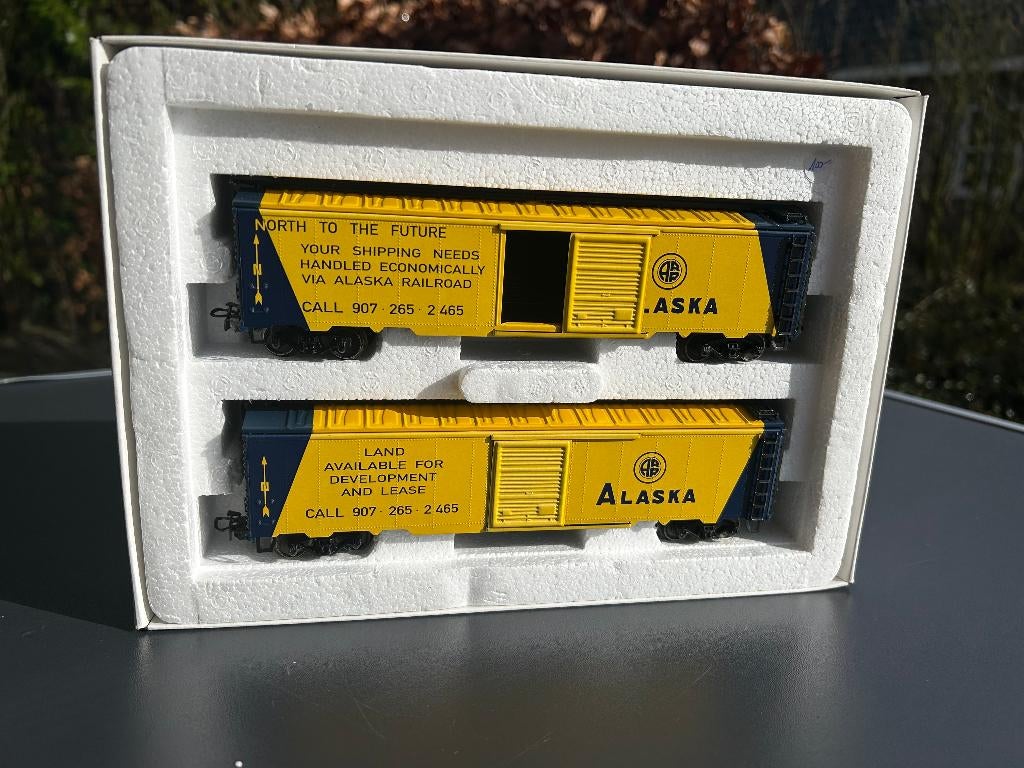 NORTH TO THE FUTURE
YOUR SHIPPING NEEDS
HANDLED ECONOMICALLY
VIA ALASKA RAILROAD
CALL 907·265·2465
N
LASKA
LAND
AVAILABLE FOR
DEVELOPMENT
AND LEASE
CALL 907·265·2465
ALASKA